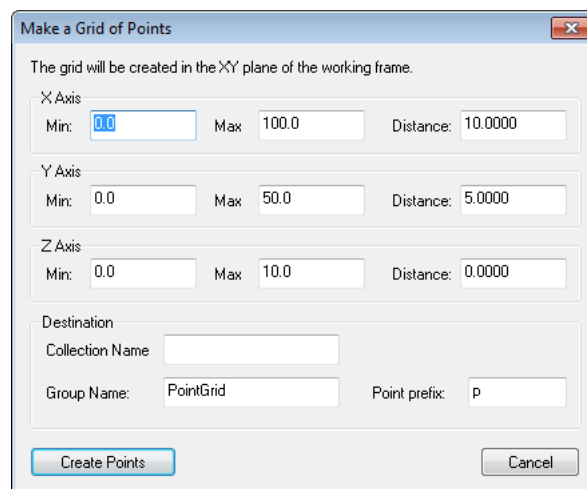 Make a Grid of Points
The grid will be created in the XY plane of the working frame.
X Axis
Min: 0.0 Max 100.0 Distance: 10.0000
Y Axis
Min: 0.0 Max 50.0 Distance: 5.0000
Z Axis
Min: 0.0 Max 10.0 Distance: 0.0000
Destination
Collection Name
Group Name: PointGrid Point prefix: p
Create Points Cancel